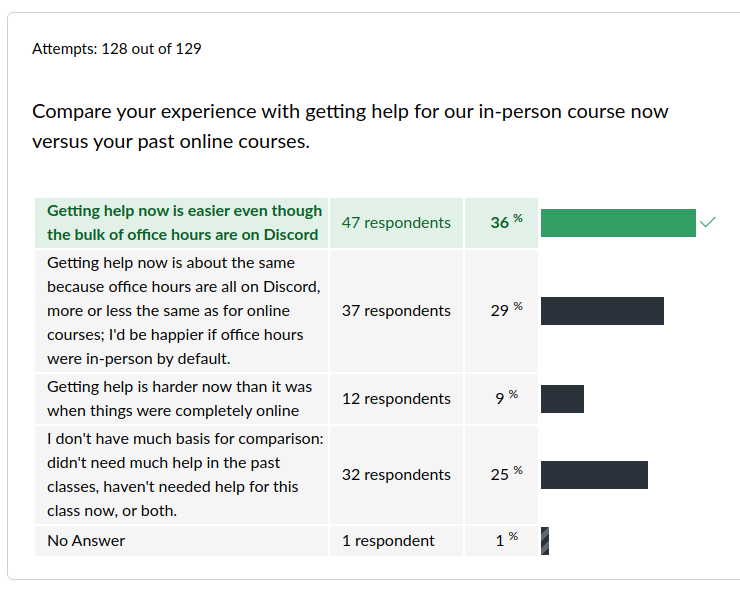 Attempts: 128 out of 129
Compare your experience with getting help for our in-person course now
versus your past online courses.
Getting help now is easier even though
the bulk of office hours are on Discord
47 respondents
36 %
Getting help now is about the same
because office hours are all on Discord,
more or less the same as for online
courses; I'd be happier if office hours
were in-person by default.
37 respondents
29 %
Getting help is harder now than it was
when things were completely online
12 respondents
9 %
I don't have much basis for comparison:
didn't need much help in the past
classes, haven't needed help for this
class now, or both.
32 respondents
25 %
No Answer
1 respondent
1 %